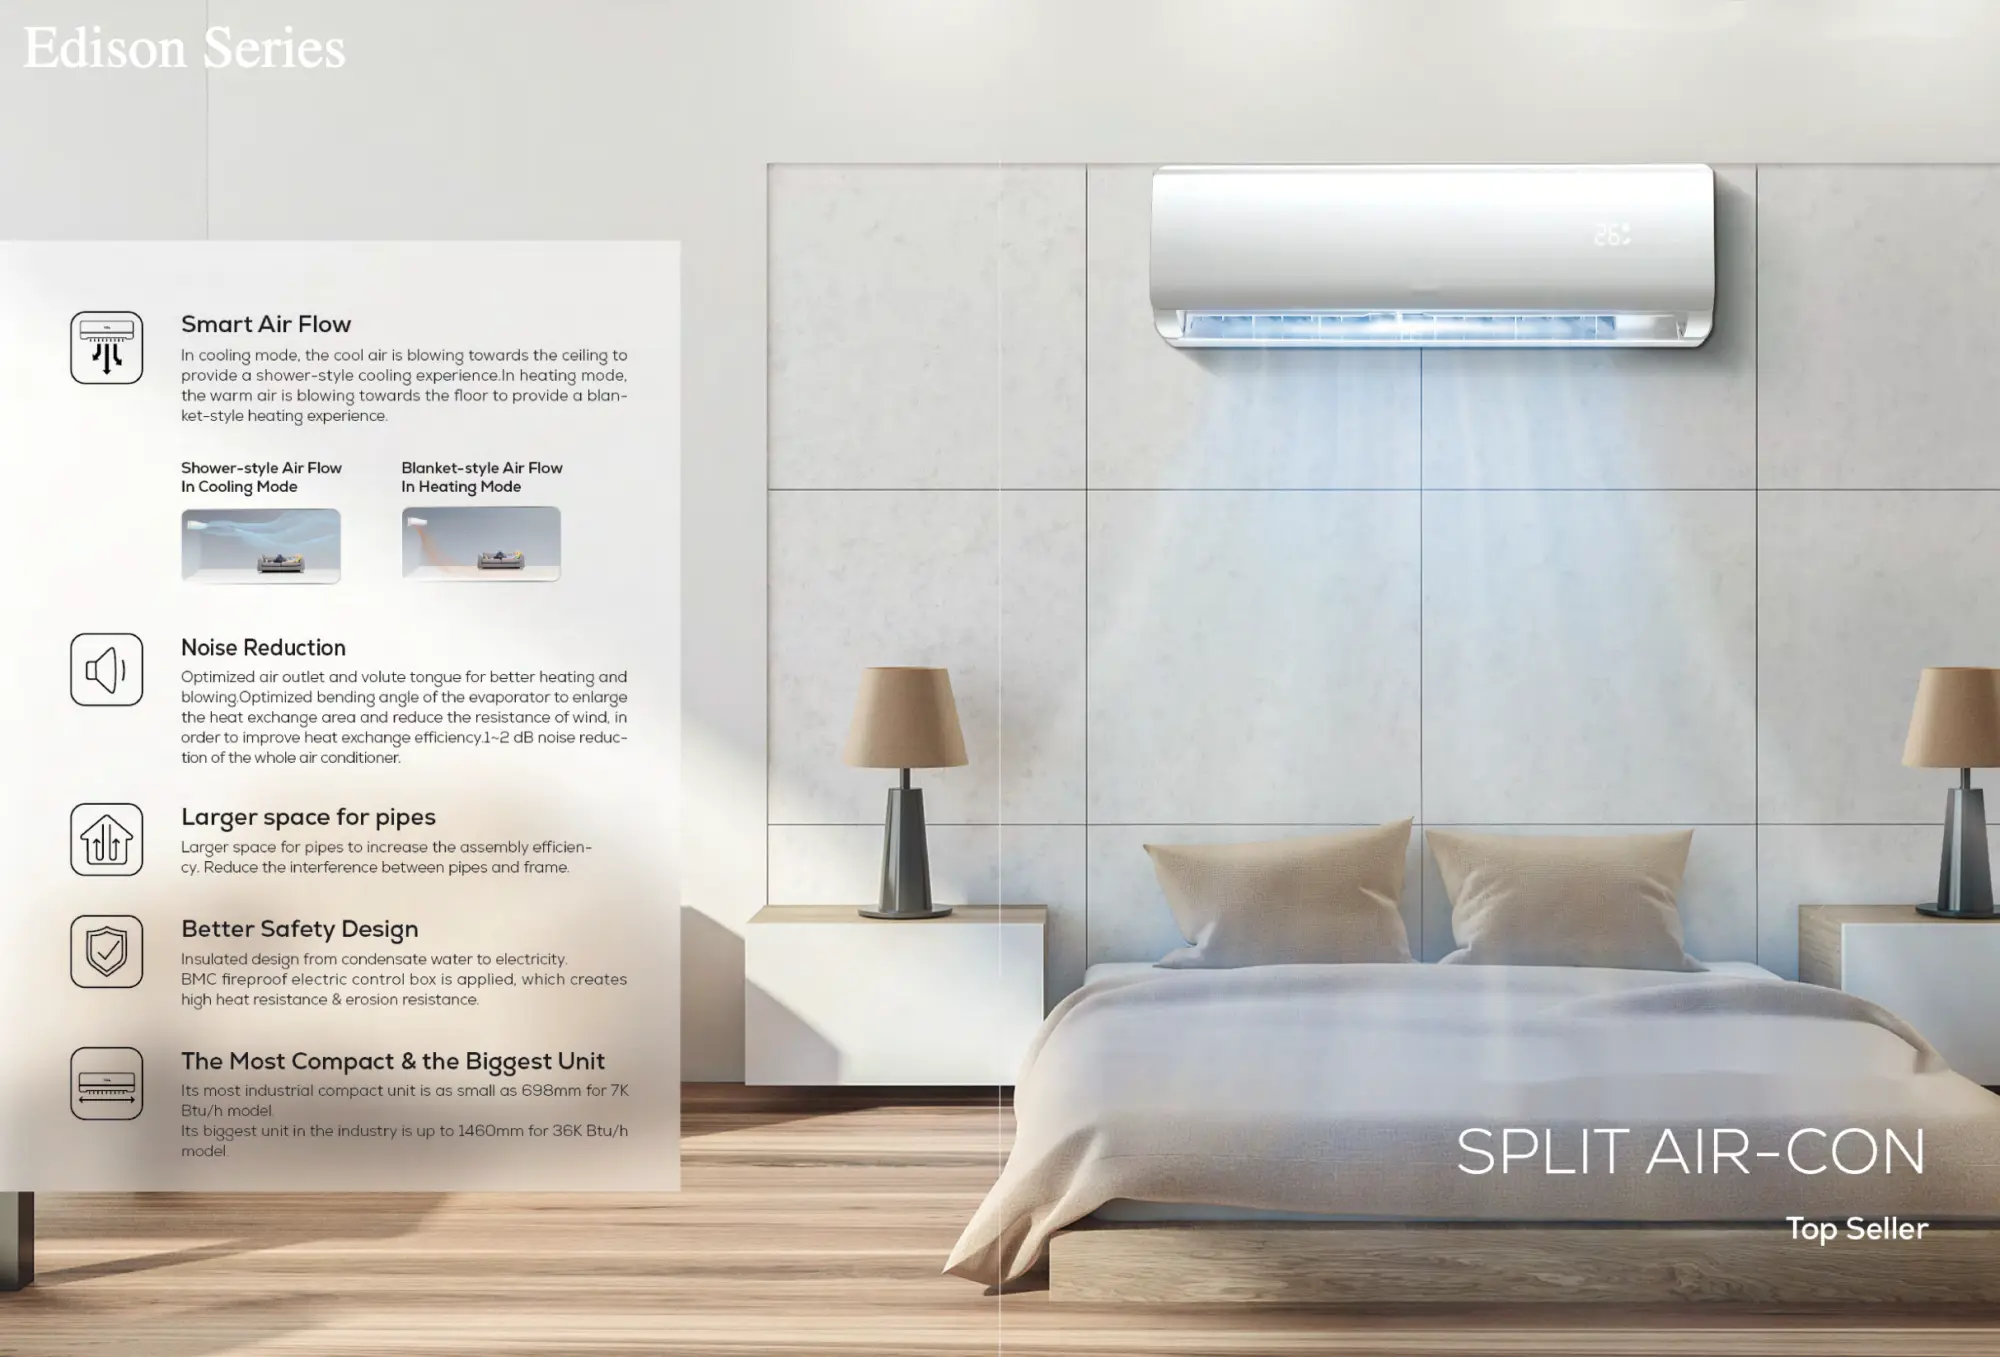 Edison Series
26
Smart Air Flow
In cooling mode, the cool air is blowing towards the ceiling to
provide a shower-style cooling experience.In heating mode,
the warm air is blowing towards the floor to provide a blan-
ket-style heating experience.
Shower-style Air Flow
In Cooling Mode
Blanket-style Air Flow
In Heating Mode
Noise Reduction
Optimized air outlet and volute tongue for better heating and
blowing.Optimized bending angle of the evaporator to enlarge
the heat exchange area and reduce the resistance of wind, in
order to improve heat exchange efficiency.1~2 dB noise reduc-
tion of the whole air conditioner.
Larger space for pipes
Larger space for pipes to increase the assembly efficien-
cy. Reduce the interference between pipes and frame.
Better Safety Design
Insulated design from condensate water to electricity.
BMC fireproof electric control box is applied, which creates
high heat resistance & erosion resistance.
The Most Compact & the Biggest Unit
Its most industrial compact unit is as small as 698mm for 7K
Btu/h model.
Its biggest unit in the industry is up to 1460mm for 36K Btu/h
model.
SPLIT AIR-CON
Top Seller